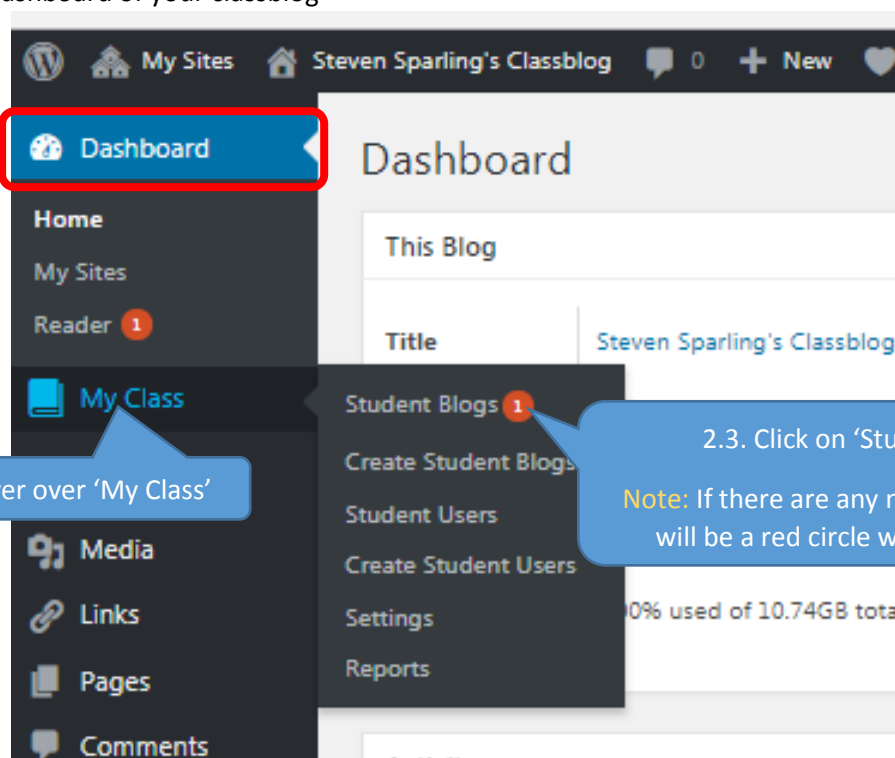 dashboard of your classblog
My Sites Steven Sparling's Classblog 0 New
Dashboard
Dashboard
Home
My Sites
Reader 1
This Blog
Title Steven Sparling's Classblog
My Class
Student Blogs 1
Create Student Blogs
Student Users
Create Student Users
Settings
Reports
er over ‘My Class’
2.3. Click on ‘Stu
Note: If there are any
will be a red circle w
0% used of 10.74GB tota
Media
Links
Pages
Comments